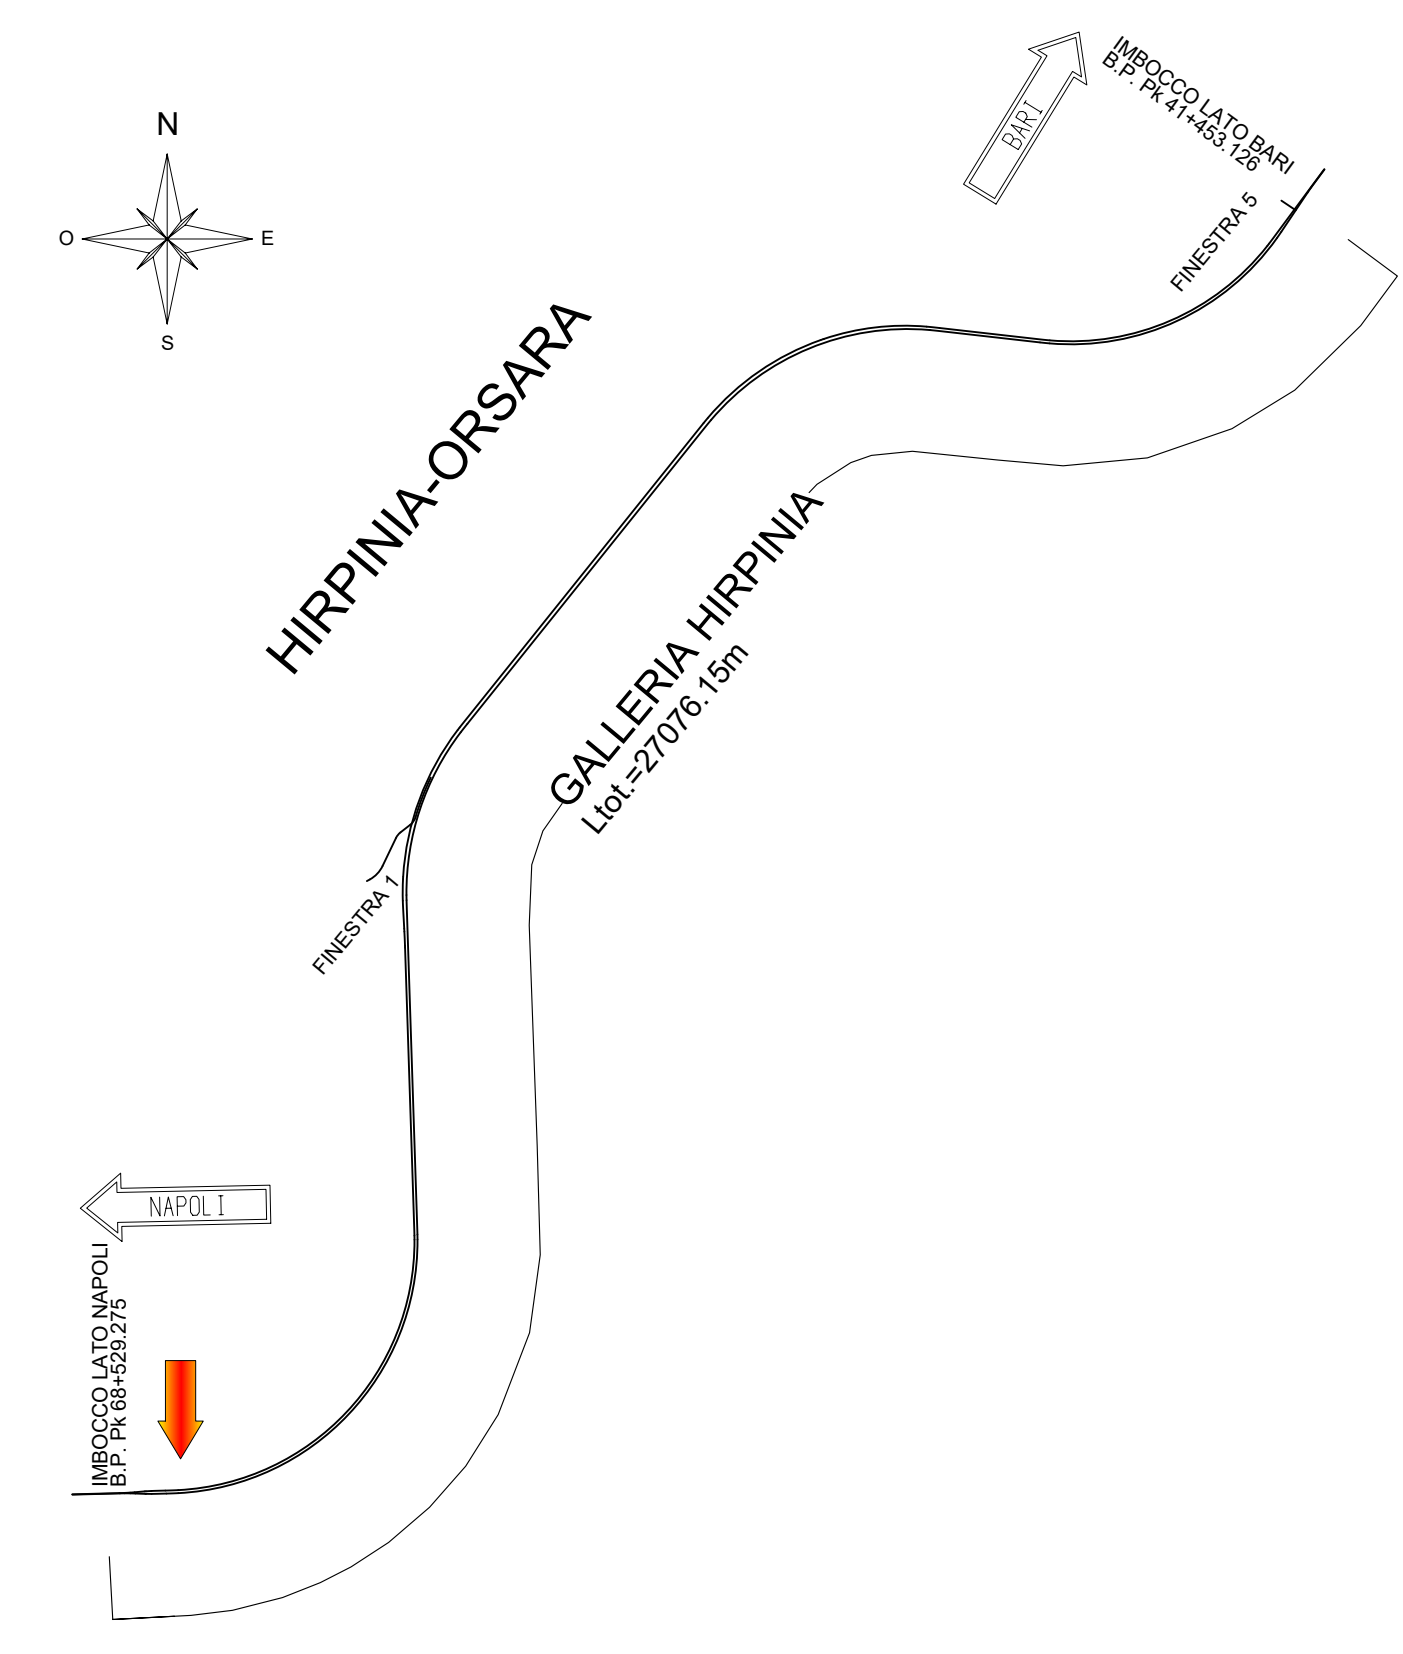 IMBOCCO LATO BARI
B.P. Pk 41+453.126
BARI
N
O
E
S
FINESTRA 5
HIRPINIA-ORSARA
GALLERIA HIRPINIA
Ltot.=27076.15m
FINESTRA 1
NAPOLI
IMBOCCO LATO NAPOLI
B.P. Pk 68+529.275